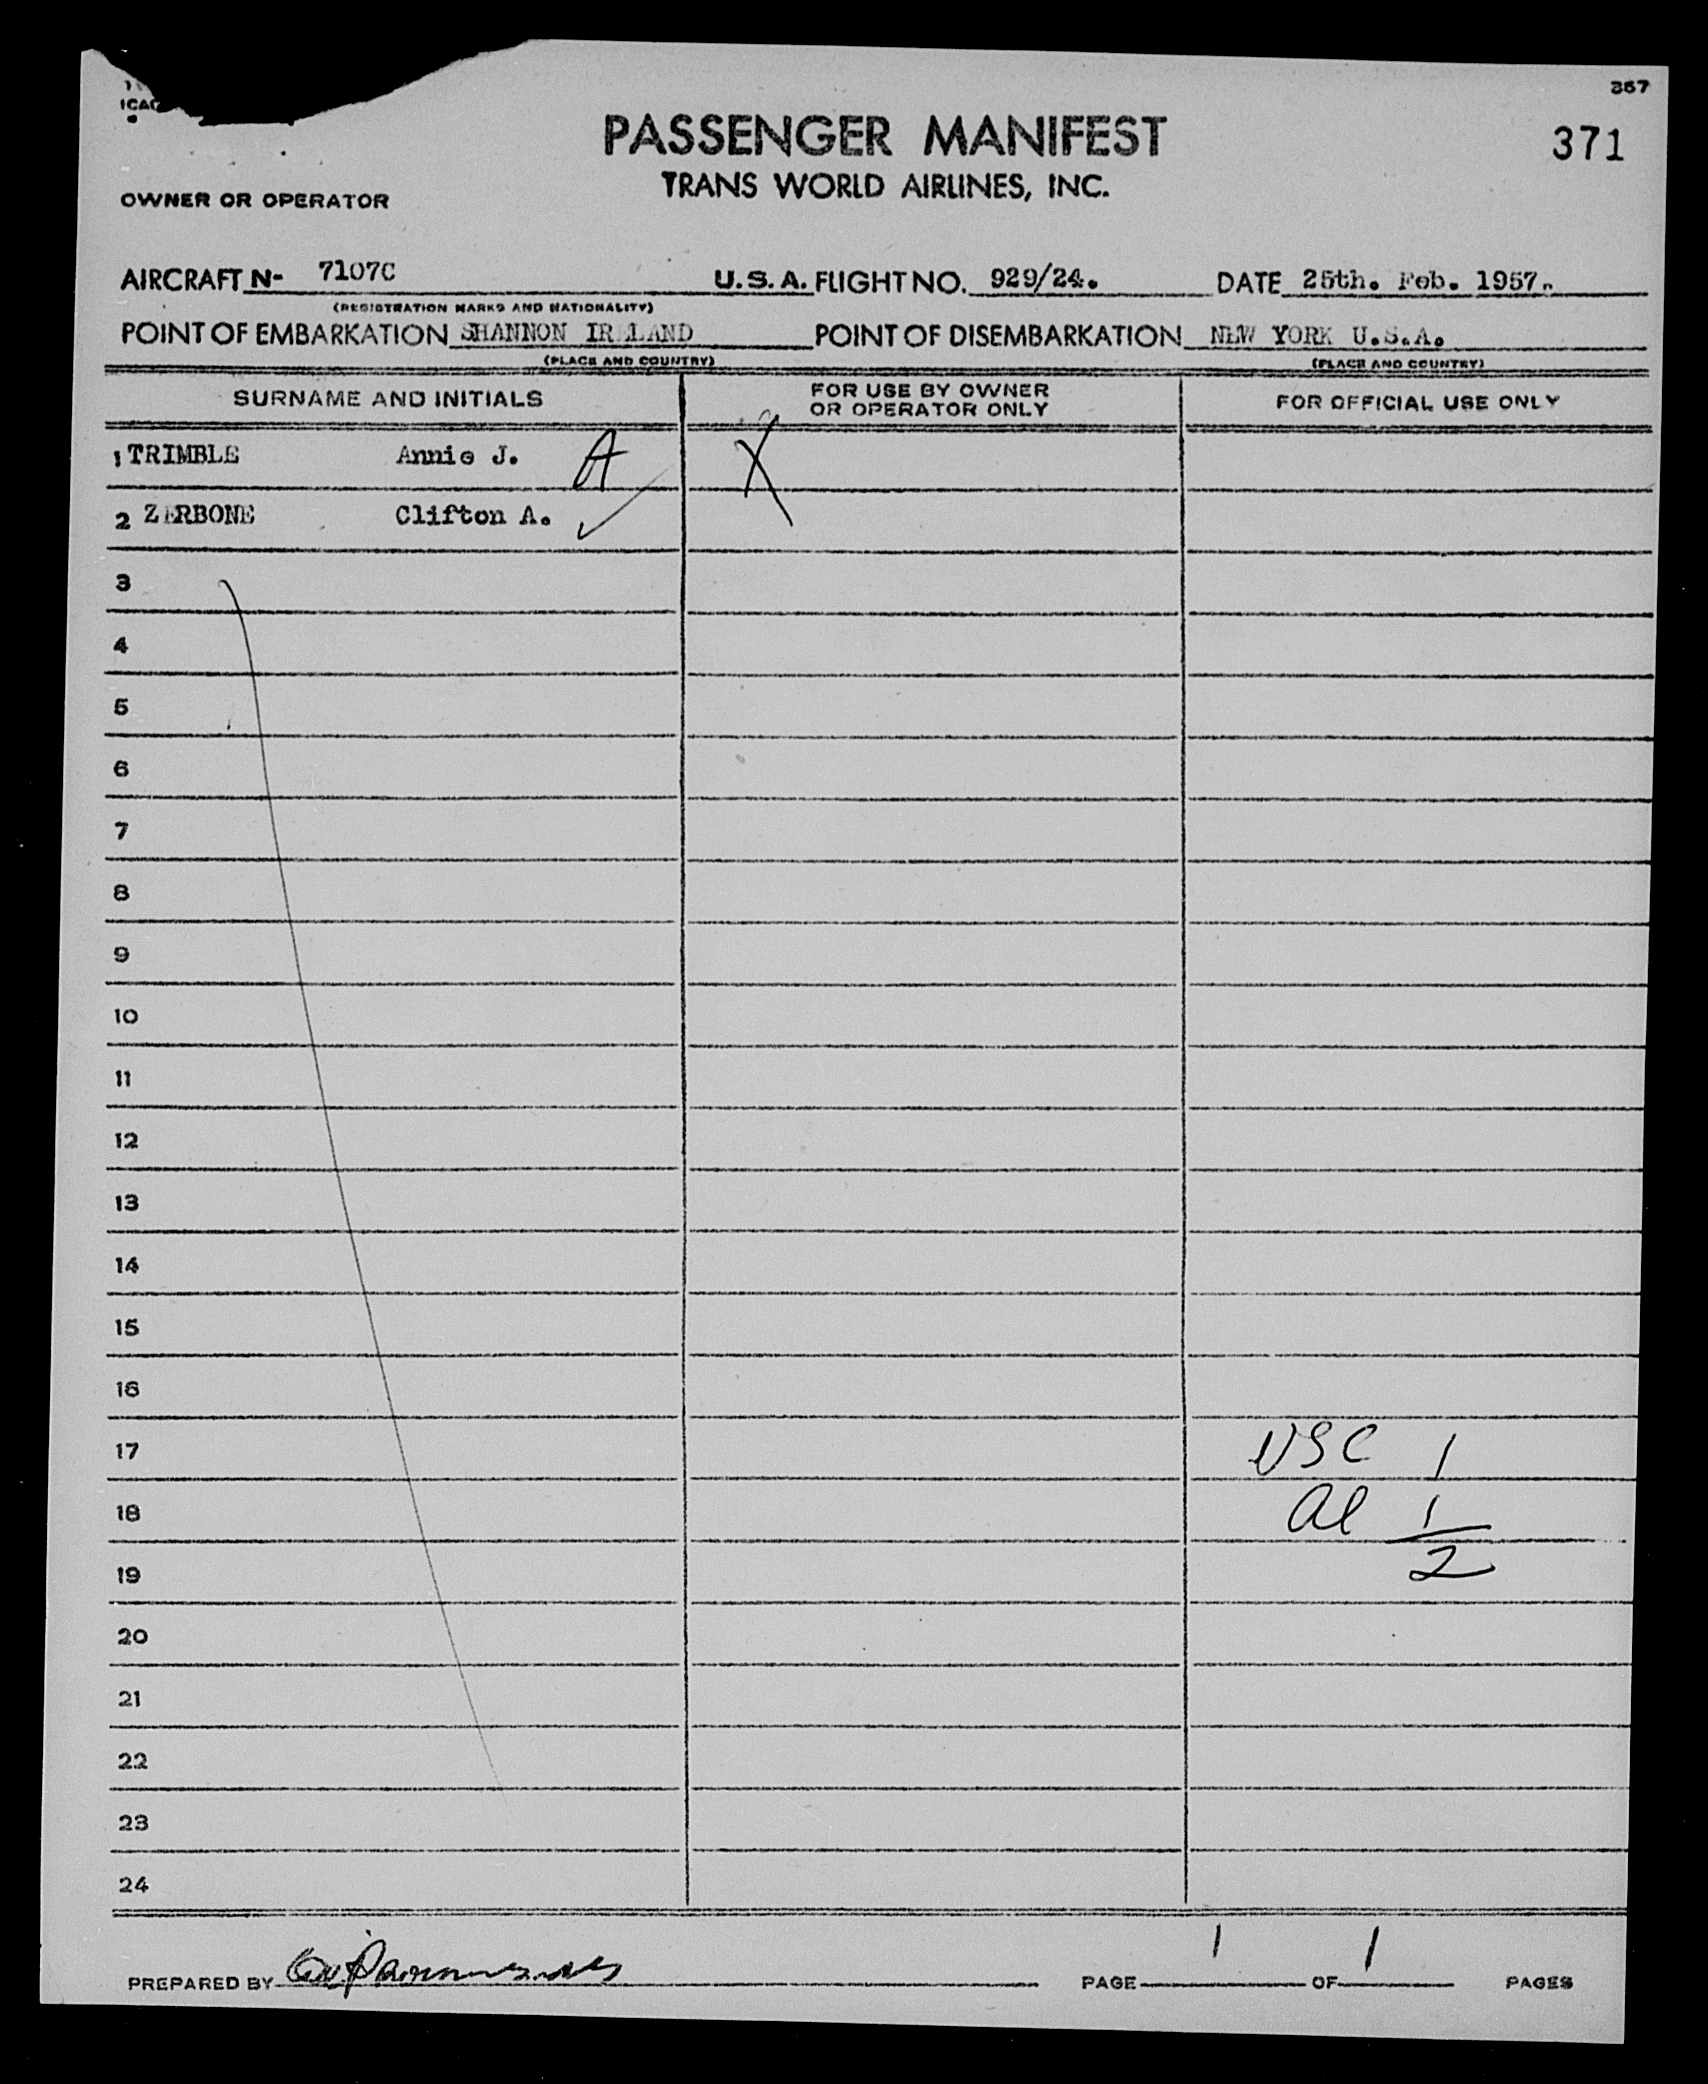 367
ICAO
PASSENGER MANIFEST
371
TRANS WORLD AIRLINES, INC.
OWNER OR OPERATOR
AIRCRAFT N- 7107C U.S.A. FLIGHT NO. 929/24. DATE 25th. Feb. 1957.
(REGISTRATION MARKS AND NATIONALITY)
POINT OF EMBARKATION SHANNON IRELAND POINT OF DISEMBARKATION NEW YORK U.S.A.
(PLACE AND COUNTRY) (PLACE AND COUNTRY)
SURNAME AND INITIALS FOR USE BY OWNER OR OPERATOR ONLY FOR OFFICIAL USE ONLY
1 TRIMBLE Annie J. A X
2 ZERBONE Clifton A. ✓
3
4
5
6
7
8
9
10
11
12
13
14
15
16
17 USC 1
18 al 1
19 2
20
21
22
23
24
PREPARED BY PAGE 1 OF 1 PAGES